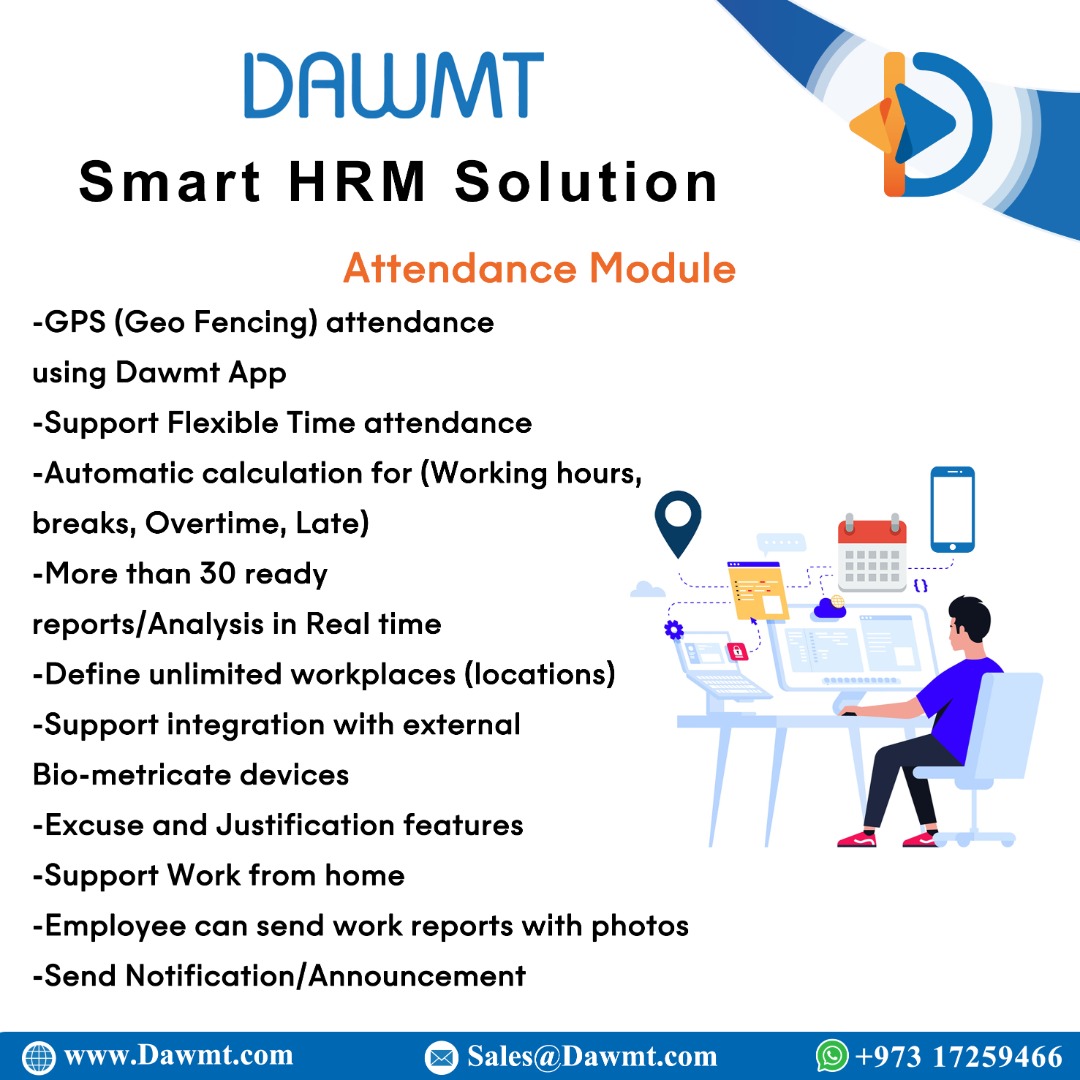 DAWMT
Smart HRM Solution
Attendance Module
-GPS (Geo Fencing) attendance
using Dawmt App
-Support Flexible Time attendance
-Automatic calculation for (Working hours,
breaks, Overtime, Late)
-More than 30 ready
reports/Analysis in Real time
-Define unlimited workplaces (locations)
-Support integration with external
Bio-metricate devices
-Excuse and Justification features
-Support Work from home
-Employee can send work reports with photos
-Send Notification/Announcement
www.Dawmt.com
Sales@Dawmt.com
+973 17259466